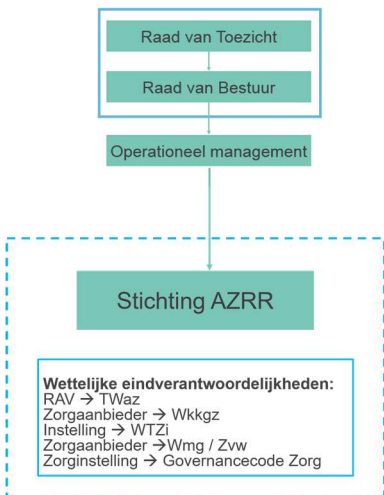 Raad van Toezicht
Raad van Bestuur
Operationeel management
Stichting AZRR
Wettelijke eindverantwoordelijkheden:
RAV → TWaz
Zorgaanbieder → Wkkgz
Instelling → WTZi
Zorgaanbieder →Wmg / Zvw
Zorginstelling → Governancecode Zorg